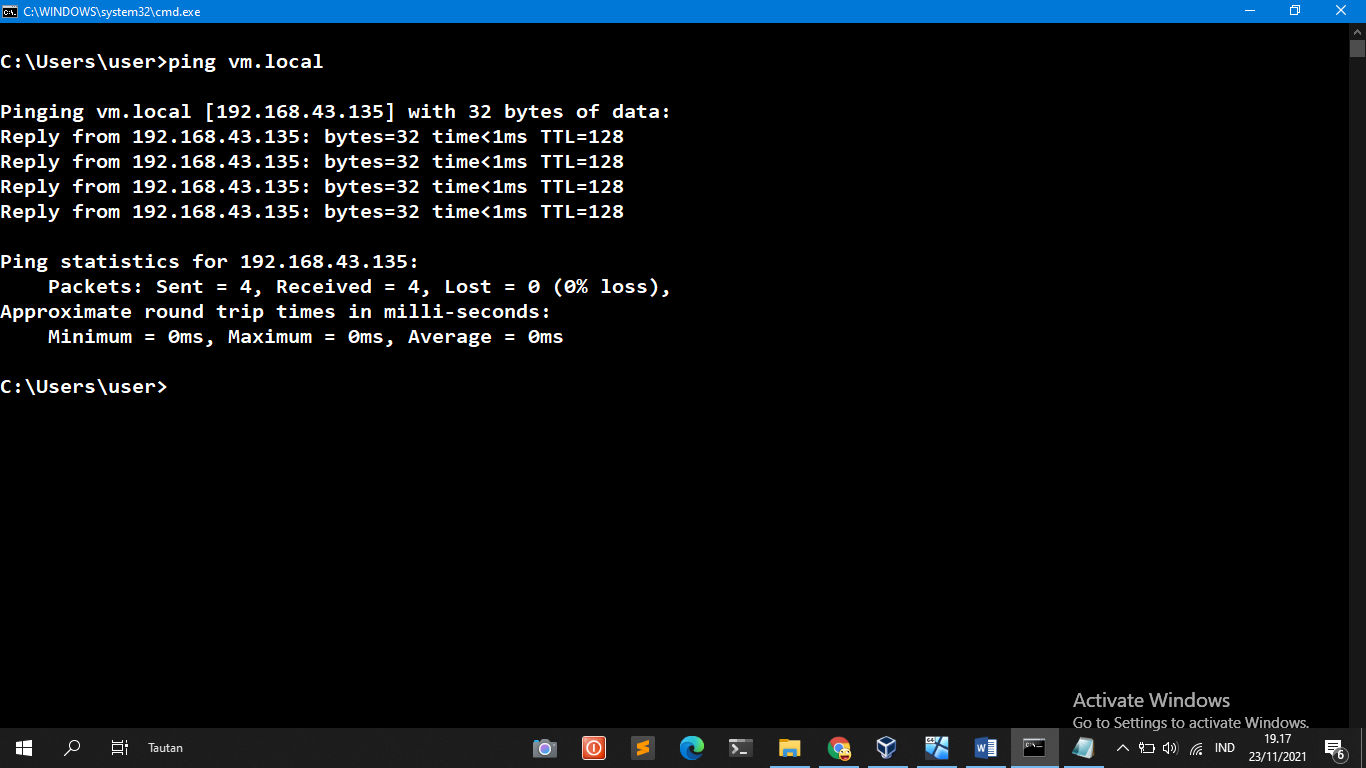 C:\WINDOWS\system32\cmd.exe
C:\Users\user>ping vm.local
Pinging vm.local [192.168.43.135] with 32 bytes of data:
Reply from 192.168.43.135: bytes=32 time<1ms TTL=128
Reply from 192.168.43.135: bytes=32 time<1ms TTL=128
Reply from 192.168.43.135: bytes=32 time<1ms TTL=128
Reply from 192.168.43.135: bytes=32 time<1ms TTL=128
Ping statistics for 192.168.43.135:
    Packets: Sent = 4, Received = 4, Lost = 0 (0% loss),
Approximate round trip times in milli-seconds:
    Minimum = 0ms, Maximum = 0ms, Average = 0ms
C:\Users\user>
Activate Windows
Go to Settings to activate Windows.
Tautan
64
IND
19.17
23/11/2021
6